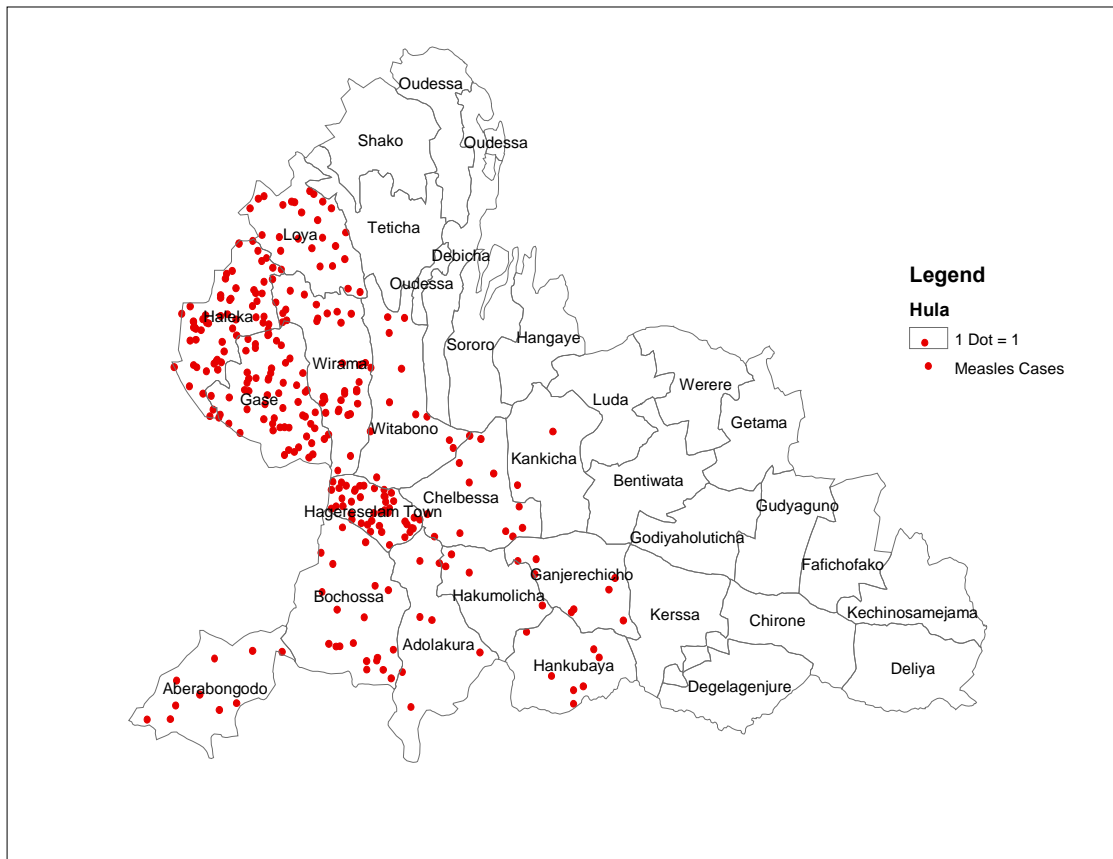 Oudessa
Shako
Oudessa
Loya
Teticha
Debicha
Oudessa
Legend
Hula
1 Dot = 1
Measles Cases
Haleka
Sororo
Hangaye
Wirama
Werere
Gase
Luda
Getama
Witabono
Kankicha
Bentiwata
Chelbessa
Gudyaguno
Hagereselam Town
Godiyaholuticha
Fafichofako
Ganjerechicho
Bochossa
Hakumolicha
Kerssa
Chirone
Kechinosamejama
Adolakura
Hankubaya
Deliya
Aberabongodo
Degelagenjure